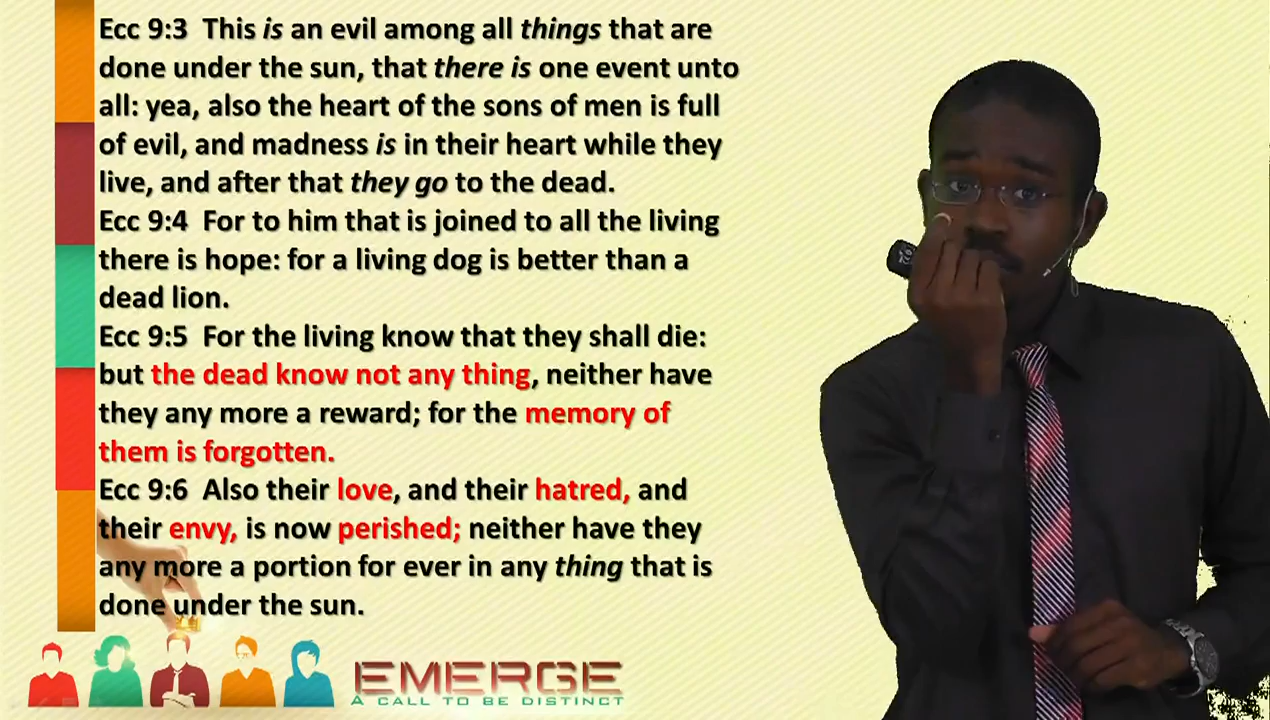 Ecc 9:3 This is an evil among all things that are
done under the sun, that there is one event unto
all: yea, also the heart of the sons of men is full
of evil, and madness is in their heart while they
live, and after that they go to the dead.
Ecc 9:4 For to him that is joined to all the living
there is hope: for a living dog is better than a
dead lion.
Ecc 9:5 For the living know that they shall die:
but the dead know not any thing, neither have
they any more a reward; for the memory of
them is forgotten.
Ecc 9:6 Also their love, and their hatred, and
their envy, is now perished; neither have they
any more a portion for ever in any thing that is
done under the sun.
EMERGE
A CALL TO BE DISTINCT